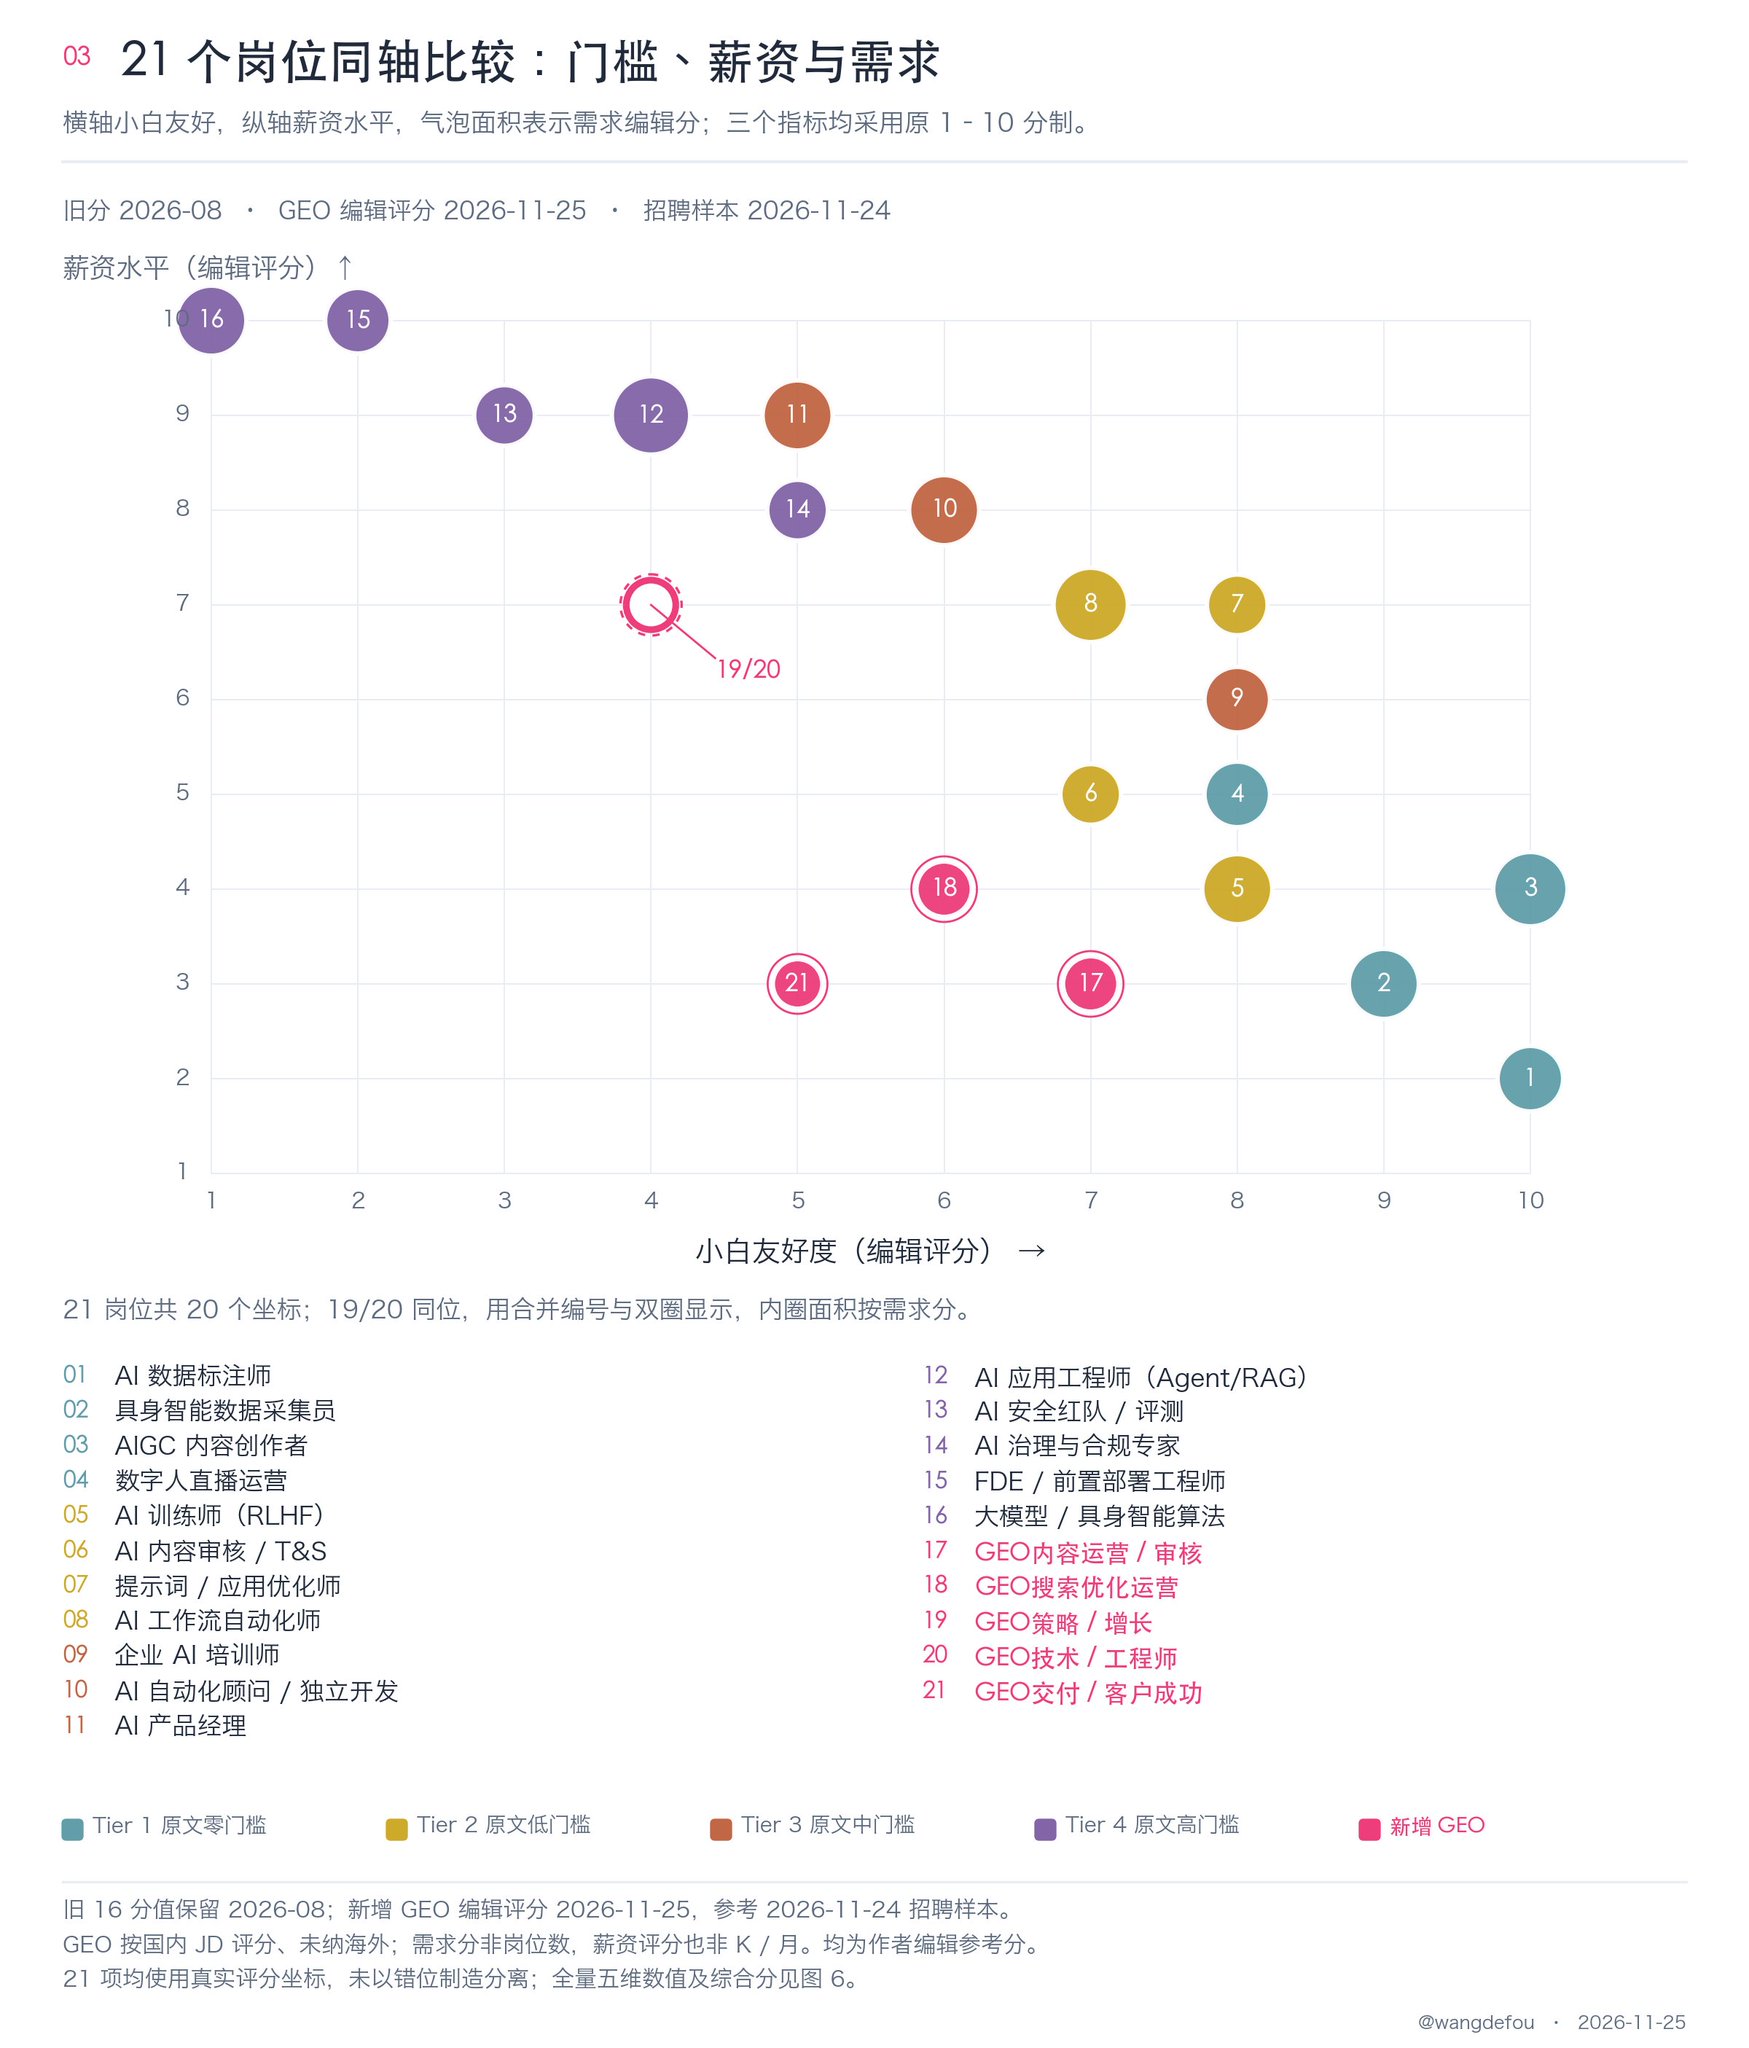 03 21 个岗位同轴比较：门槛、薪资与需求
横轴小白友好，纵轴薪资水平，气泡面积表示需求编辑分；三个指标均采用原 1 - 10 分制。
旧分 2026-08 · GEO 编辑评分 2026-11-25 · 招聘样本 2026-11-24
薪资水平（编辑评分）↑
10 16 15
9 13 12 11
8 14 10
7 8 7
19/20
6 9
5 6 4
4 18 5 3
3 21 17 2
2 1
1
1 2 3 4 5 6 7 8 9 10
小白友好度（编辑评分） →
21 岗位共 20 个坐标；19/20 同位，用合并编号与双圈显示，内圈面积按需求分。
01 AI 数据标注师
02 具身智能数据采集员
03 AIGC 内容创作者
04 数字人直播运营
05 AI 训练师（RLHF）
06 AI 内容审核 / T&S
07 提示词 / 应用优化师
08 AI 工作流自动化师
09 企业 AI 培训师
10 AI 自动化顾问 / 独立开发
11 AI 产品经理
12 AI 应用工程师（Agent/RAG）
13 AI 安全红队 / 评测
14 AI 治理与合规专家
15 FDE / 前置部署工程师
16 大模型 / 具身智能算法
17 GEO内容运营 / 审核
18 GEO搜索优化运营
19 GEO策略 / 增长
20 GEO技术 / 工程师
21 GEO交付 / 客户成功
Tier 1 原文零门槛 Tier 2 原文低门槛 Tier 3 原文中门槛 Tier 4 原文高门槛 新增 GEO
旧 16 分值保留 2026-08；新增 GEO 编辑评分 2026-11-25，参考 2026-11-24 招聘样本。
GEO 按国内 JD 评分、未纳海外；需求分非岗位数，薪资评分也非 K / 月。均为作者编辑参考分。
21 项均使用真实评分坐标，未以错位制造分离；全量五维数值及综合分见图 6。
@wangdefou · 2026-11-25